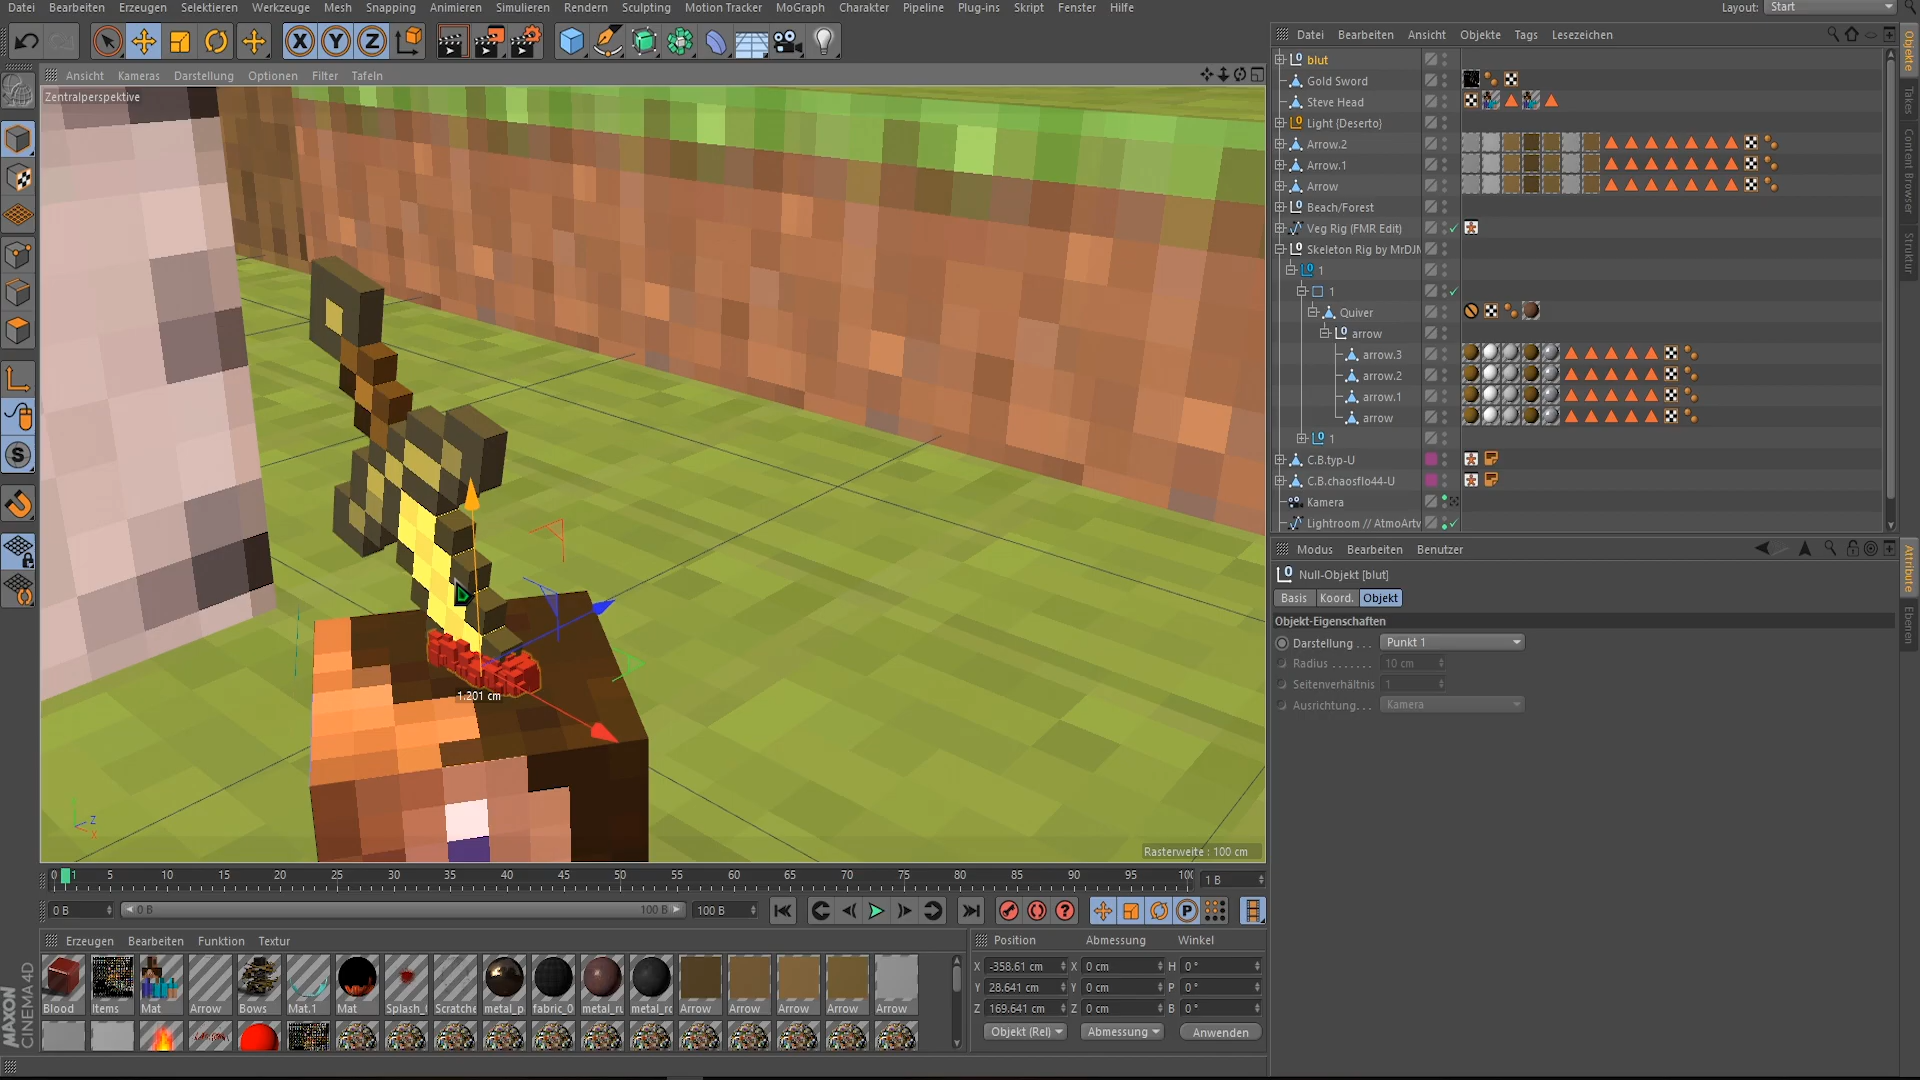 Datei Bearbeiten Erzeugen Selektieren Werkzeuge Mesh Snapping Animieren Simulieren Rendern Sculpting Motion Tracker MoGraph Charakter Pipeline Plug-ins Skript Fenster Hilfe
Layout: Start
Ansicht Kameras Darstellung Optionen Filter Tafeln
Zentralperspektive
1.201 cm
Rasterweite : 100 cm
Datei Bearbeiten Ansicht Objekte Tags Lesezeichen
blut
Gold Sword
Steve Head
Light {Deserto}
Arrow.2
Arrow.1
Arrow
Beach/Forest
Veg Rig (FMR Edit)
Skeleton Rig by MrDJN
1
1
Quiver
arrow
arrow.3
arrow.2
arrow.1
arrow
1
C.B.typ-U
C.B.chaosflo44-U
Kamera
Lightroom // AtmoArtv
Objekte
Takes
Content Browser
Struktur
Modus Bearbeiten Benutzer
Null-Objekt [blut]
Basis Koord. Objekt
Objekt-Eigenschaften
Darstellung . . . Punkt 1
Radius . . . . . . . 10 cm
Seitenverhältnis 1
Ausrichtung. . . Kamera
Attribute
Ebenen
0 1 5 10 15 20 25 30 35 40 45 50 55 60 65 70 75 80 85 90 95 100
1 B
0 B 0 B 100 B 100 B
Erzeugen Bearbeiten Funktion Textur
Blood Items Mat Arrow Bows Mat.1 Mat Splash_ Scratche metal_p fabric_0 metal_ru metal_rc Arrow Arrow Arrow Arrow Arrow
Position Abmessung Winkel
X -358.61 cm X 0 cm H 0 °
Y 28.641 cm Y 0 cm P 0 °
Z 169.641 cm Z 0 cm B 0 °
Objekt (Rel) Abmessung Anwenden
MAXON
CINEMA 4D